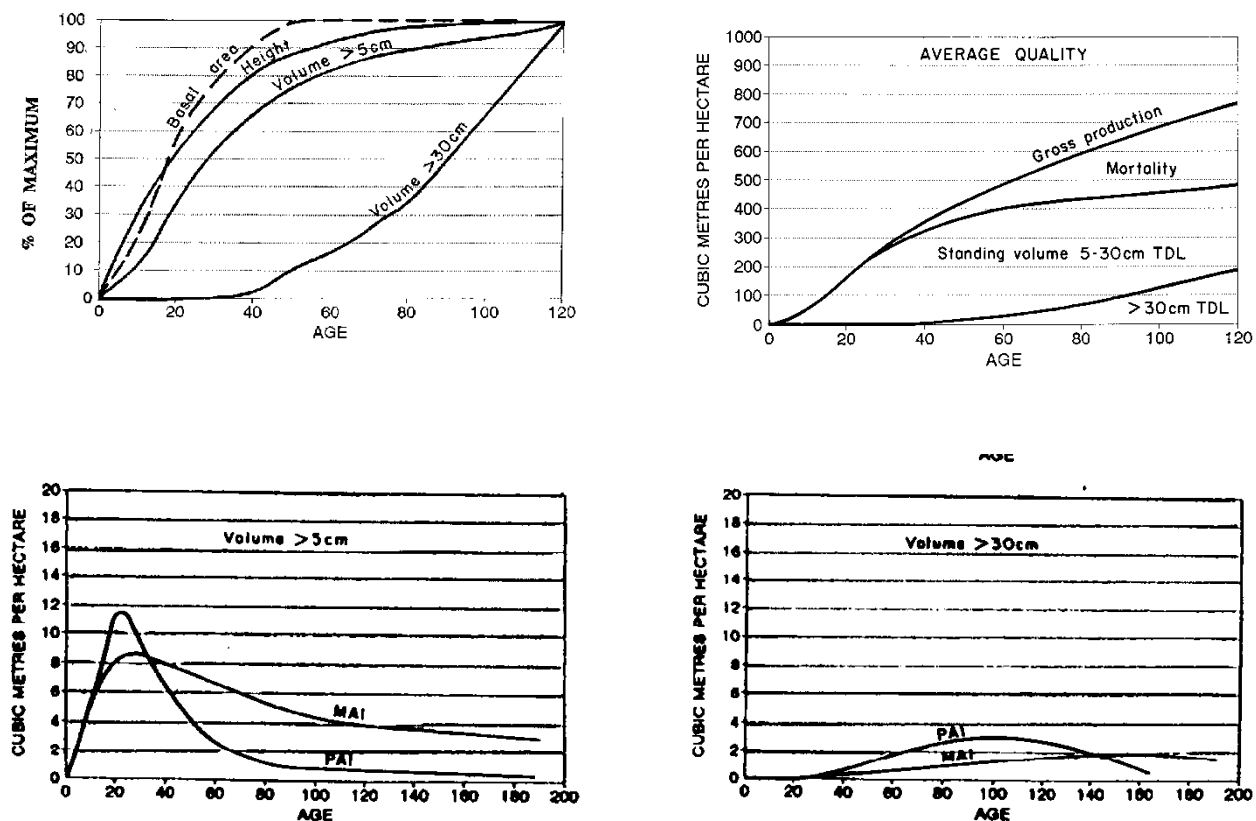 % OF MAXIMUM
100
90
80
70
60
50
40
30
20
10
0
Basal area
Height
Volume >5cm
Volume >30cm
0 20 40 60 80 100 120
AGE
CUBIC METRES PER HECTARE
1000
900
800
700
600
500
400
300
200
100
0
AVERAGE QUALITY
Gross production
Mortality
Standing volume 5-30cm TDL
>30cm TDL
0 20 40 60 80 100 120
AGE
CUBIC METRES PER HECTARE
20
18
16
14
12
10
8
6
4
2
0
Volume >5cm
MAI
PAI
0 20 40 60 80 100 120 140 160 180 200
AGE
AGE
CUBIC METRES PER HECTARE
20
18
16
14
12
10
8
6
4
2
0
Volume >30cm
PAI
MAI
0 20 40 60 80 100 120 140 160 180 200
AGE